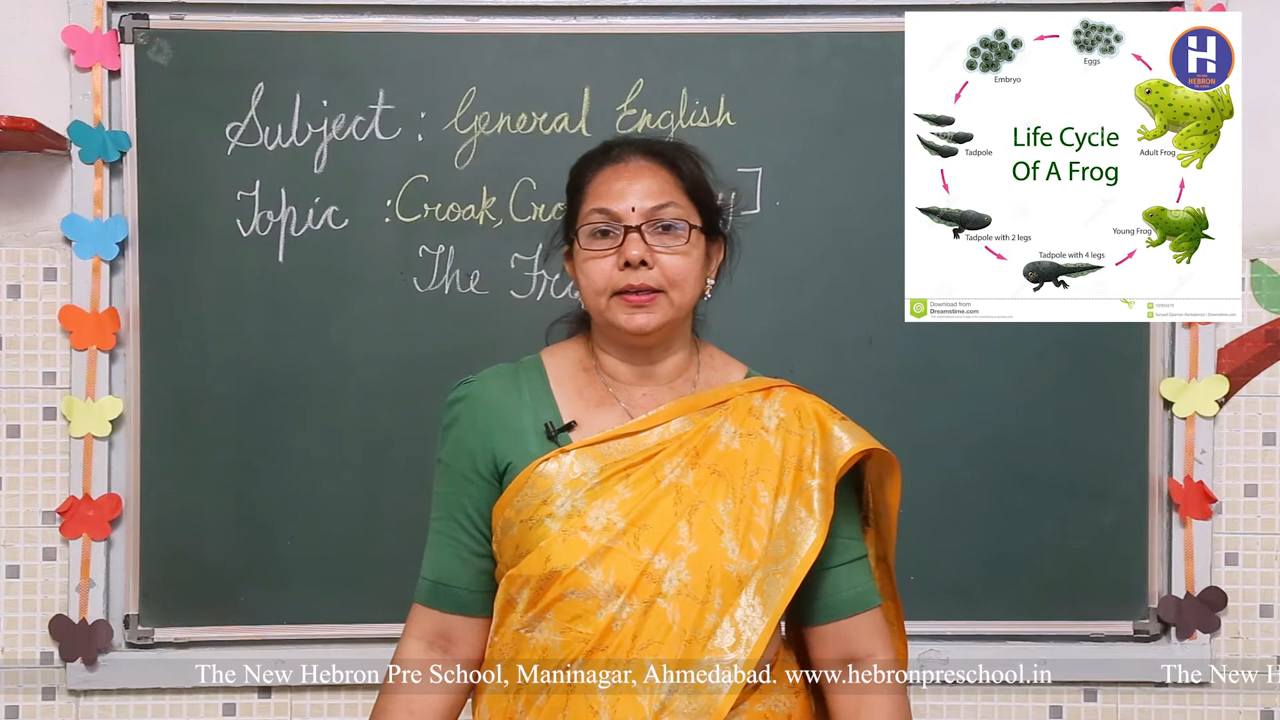 Subject : General English
Topic : Croak, ]
The
Eggs
Embryo
H
HEBRON
Tadpole
Life Cycle
Of A Frog
Adult Frog
Tadpole with 2 legs
Young Frog
Tadpole with 4 legs
Download from
Dreamstime.com
The New Hebron Pre School, Maninagar, Ahmedabad. www.hebronpreschool.in
The New H